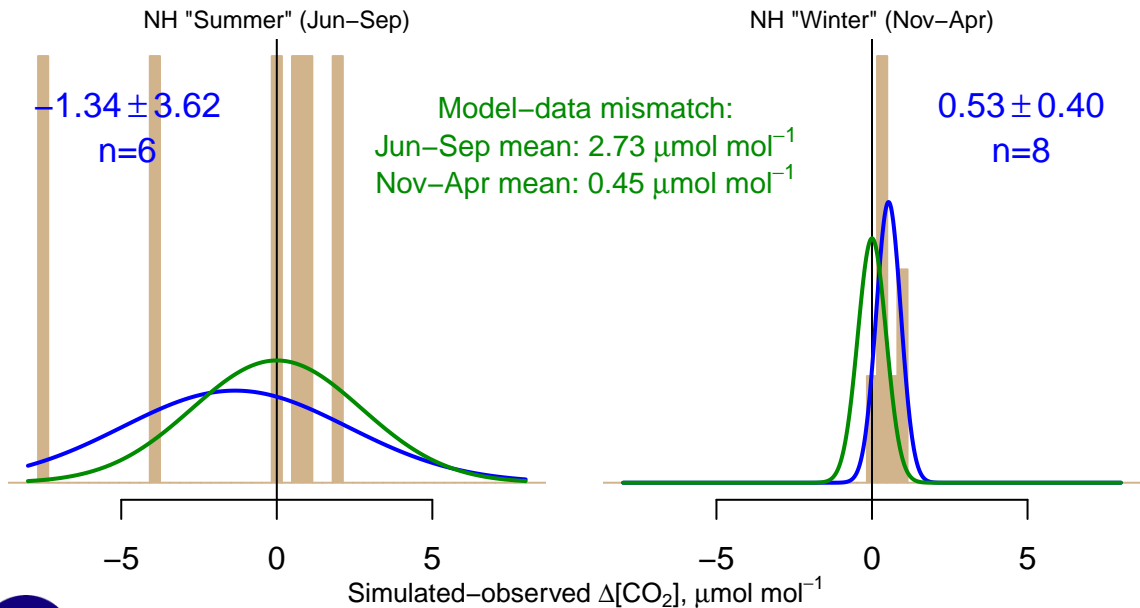 NH "Summer" (Jun−Sep)
NH "Winter" (Nov−Apr)
−1.34 ± 3.62
n=6
Model−data mismatch:
Jun−Sep mean: 2.73 μmol mol⁻¹
Nov−Apr mean: 0.45 μmol mol⁻¹
0.53 ± 0.40
n=8
−5 0 5
−5 0 5
Simulated−observed Δ[CO₂], μmol mol⁻¹